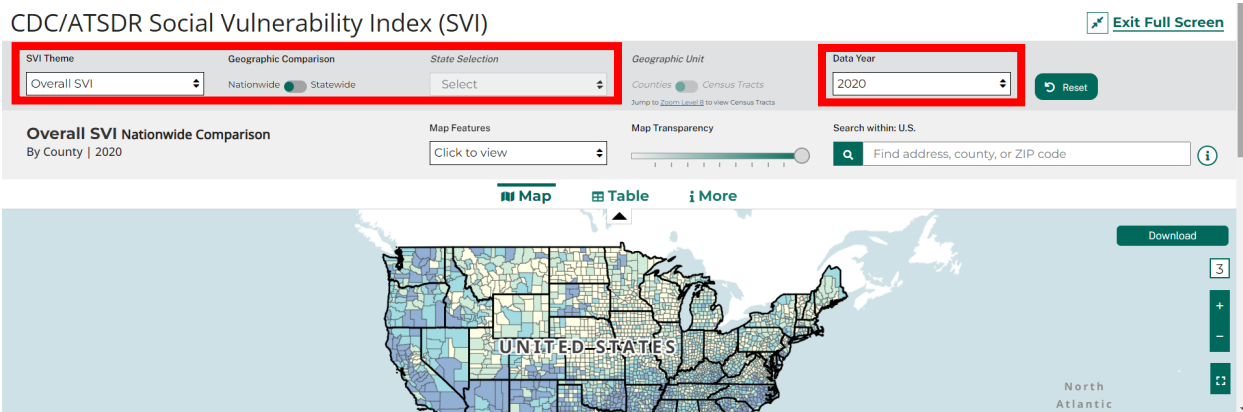 CDC/ATSDR Social Vulnerability Index (SVI)
Exit Full Screen
SVI Theme
Geographic Comparison
State Selection
Geographic Unit
Data Year
Overall SVI
Nationwide
Statewide
Select
Counties
Census Tracts
2020
Reset
Jump to Zoom Level 8 to view Census Tracts
Overall SVI Nationwide Comparison
By County | 2020
Map Features
Map Transparency
Search within: U.S.
Click to view
Find address, county, or ZIP code
Map
Table
More
Download
3
UNITED STATES
North
Atlantic